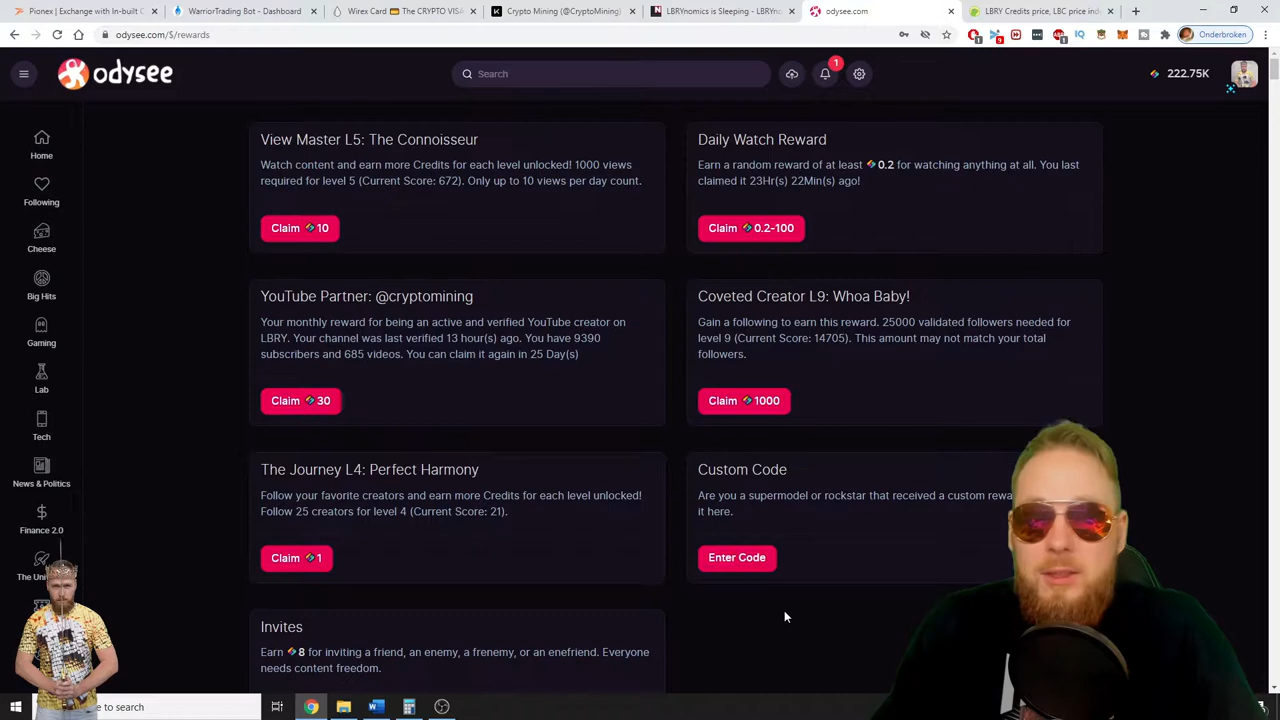 Pionex | Exchange with In-built C
WarriorTrading Bot - Dashboard
Wirex Card 💳 The CRYPTO VISA
Crypto Mining (@CryptoMining)
LBRYnomics is Sleeping - LBRYno
odysee.com
LBRY Credits price, LBC price ind
odysee.com/$/rewards
Onderbroken
odysee
Search
1
222.75K
Home
Following
Cheese
Big Hits
Gaming
Lab
Tech
News & Politics
Finance 2.0
The Uni
View Master L5: The Connoisseur
Watch content and earn more Credits for each level unlocked! 1000 views
required for level 5 (Current Score: 672). Only up to 10 views per day count.
Claim 10
Daily Watch Reward
Earn a random reward of at least 0.2 for watching anything at all. You last
claimed it 23Hr(s) 22Min(s) ago!
Claim 0.2-100
YouTube Partner: @cryptomining
Your monthly reward for being an active and verified YouTube creator on
LBRY. Your channel was last verified 13 hour(s) ago. You have 9390
subscribers and 685 videos. You can claim it again in 25 Day(s)
Claim 30
Coveted Creator L9: Whoa Baby!
Gain a following to earn this reward. 25000 validated followers needed for
level 9 (Current Score: 14705). This amount may not match your total
followers.
Claim 1000
The Journey L4: Perfect Harmony
Follow your favorite creators and earn more Credits for each level unlocked!
Follow 25 creators for level 4 (Current Score: 21).
Claim 1
Custom Code
Are you a supermodel or rockstar that received a custom rewa
it here.
Enter Code
Invites
Earn 8 for inviting a friend, an enemy, a frenemy, or an enefriend. Everyone
needs content freedom.
e to search